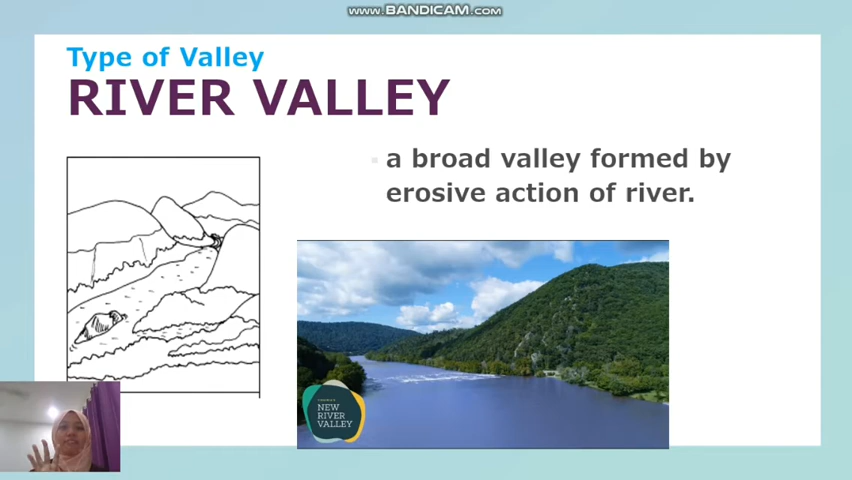 WWW.BANDICAM.COM
Type of Valley
RIVER VALLEY
a broad valley formed by
erosive action of river.
NEW
RIVER
VALLEY